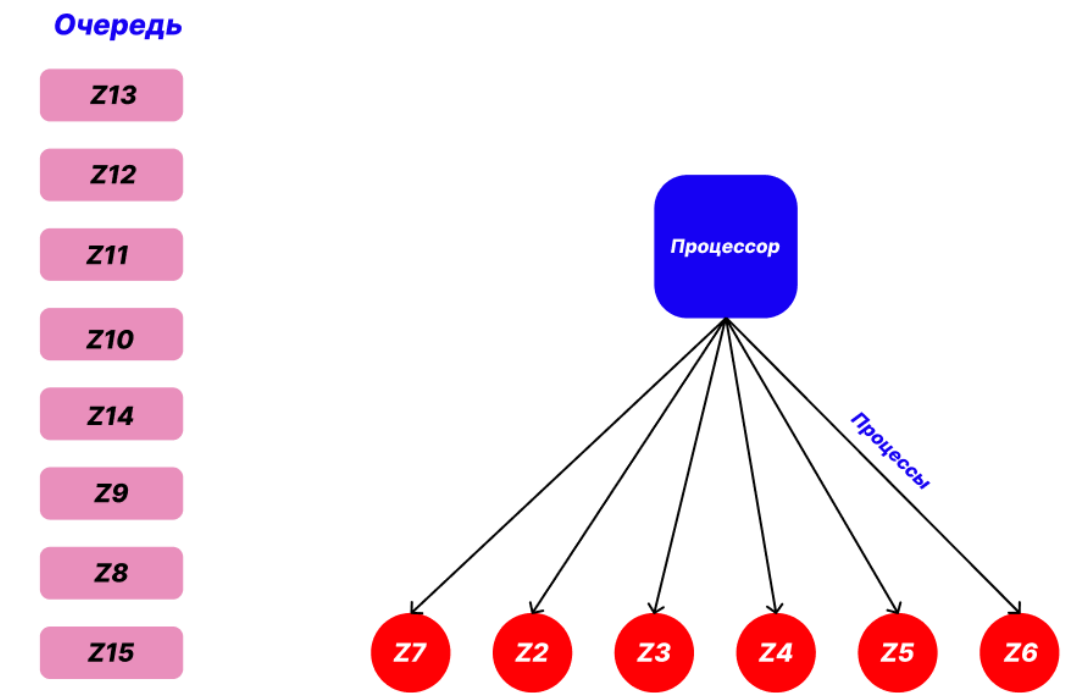 Очередь
Z13
Z12
Z11
Z10
Z14
Z9
Z8
Z15
Процессор
Процессы
Z7
Z2
Z3
Z4
Z5
Z6